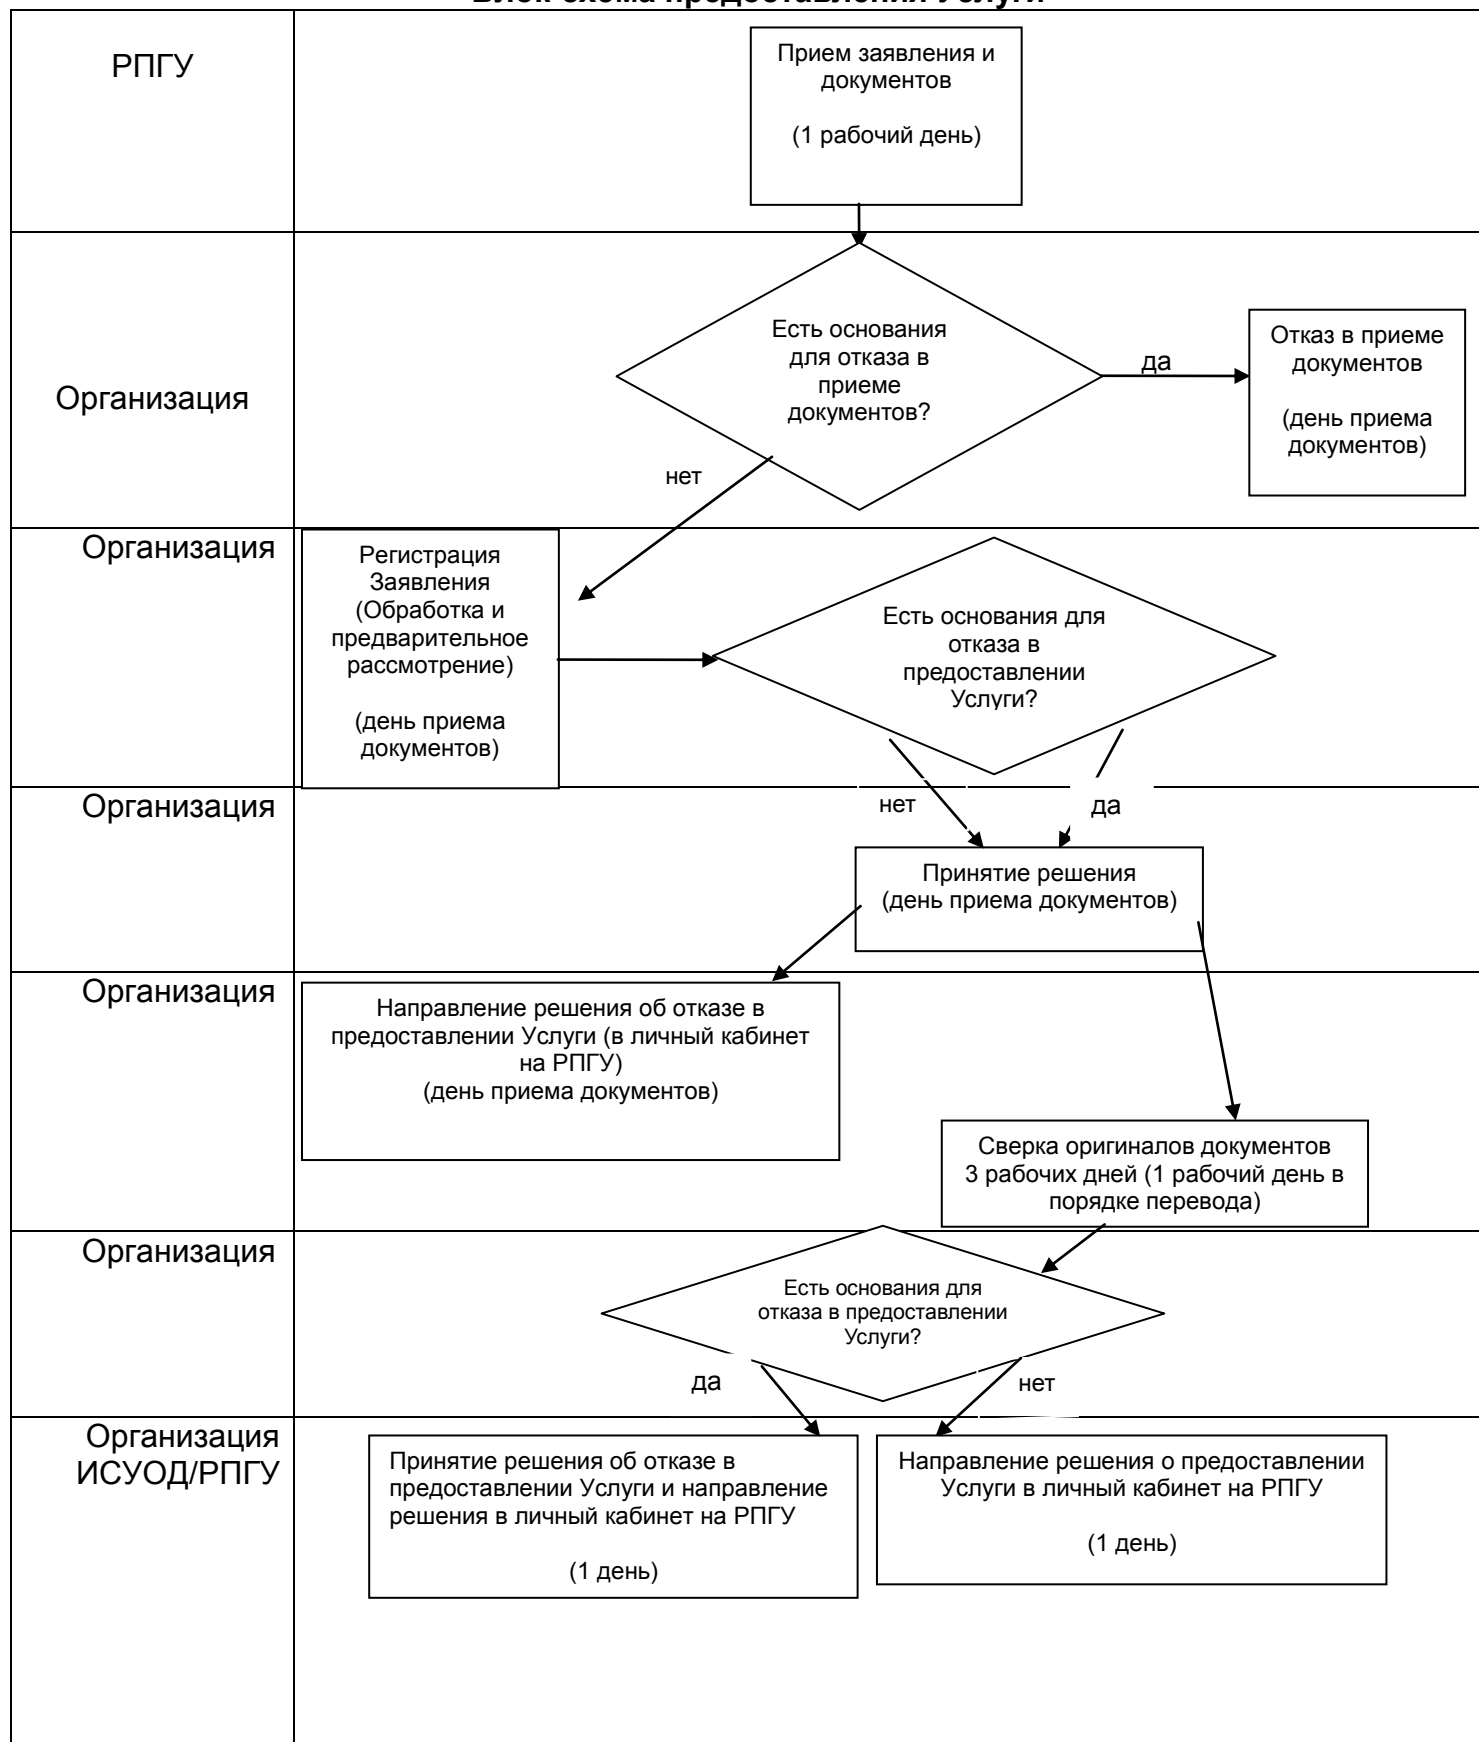 Блок-схема предоставления Услуги
РПГУ
Прием заявления и
документов
(1 рабочий день)
Организация
Есть основания
для отказа в
приеме
документов?
да
Отказ в приеме
документов
(день приема
документов)
нет
Организация
Регистрация
Заявления
(Обработка и
предварительное
рассмотрение)
(день приема
документов)
Есть основания для
отказа в
предоставлении
Услуги?
Организация
нет
да
Принятие решения
(день приема документов)
Организация
Направление решения об отказе в
предоставлении Услуги (в личный кабинет
на РПГУ)
(день приема документов)
Сверка оригиналов документов
3 рабочих дней (1 рабочий день в
порядке перевода)
Организация
Есть основания для
отказа в предоставлении
Услуги?
да
нет
Организация
ИСУОД/РПГУ
Принятие решения об отказе в
предоставлении Услуги и направление
решения в личный кабинет на РПГУ
(1 день)
Направление решения о предоставлении
Услуги в личный кабинет на РПГУ
(1 день)